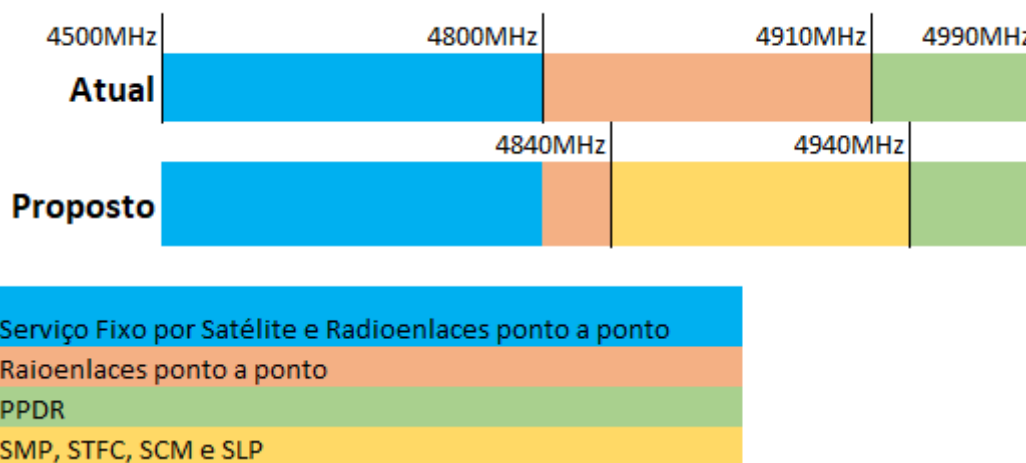 4500MHz 4800MHz 4910MHz 4990MHz
Atual
4840MHz 4940MHz
Proposto
Serviço Fixo por Satélite e Radioenlaces ponto a ponto
Raioenlaces ponto a ponto
PPDR
SMP, STFC, SCM e SLP